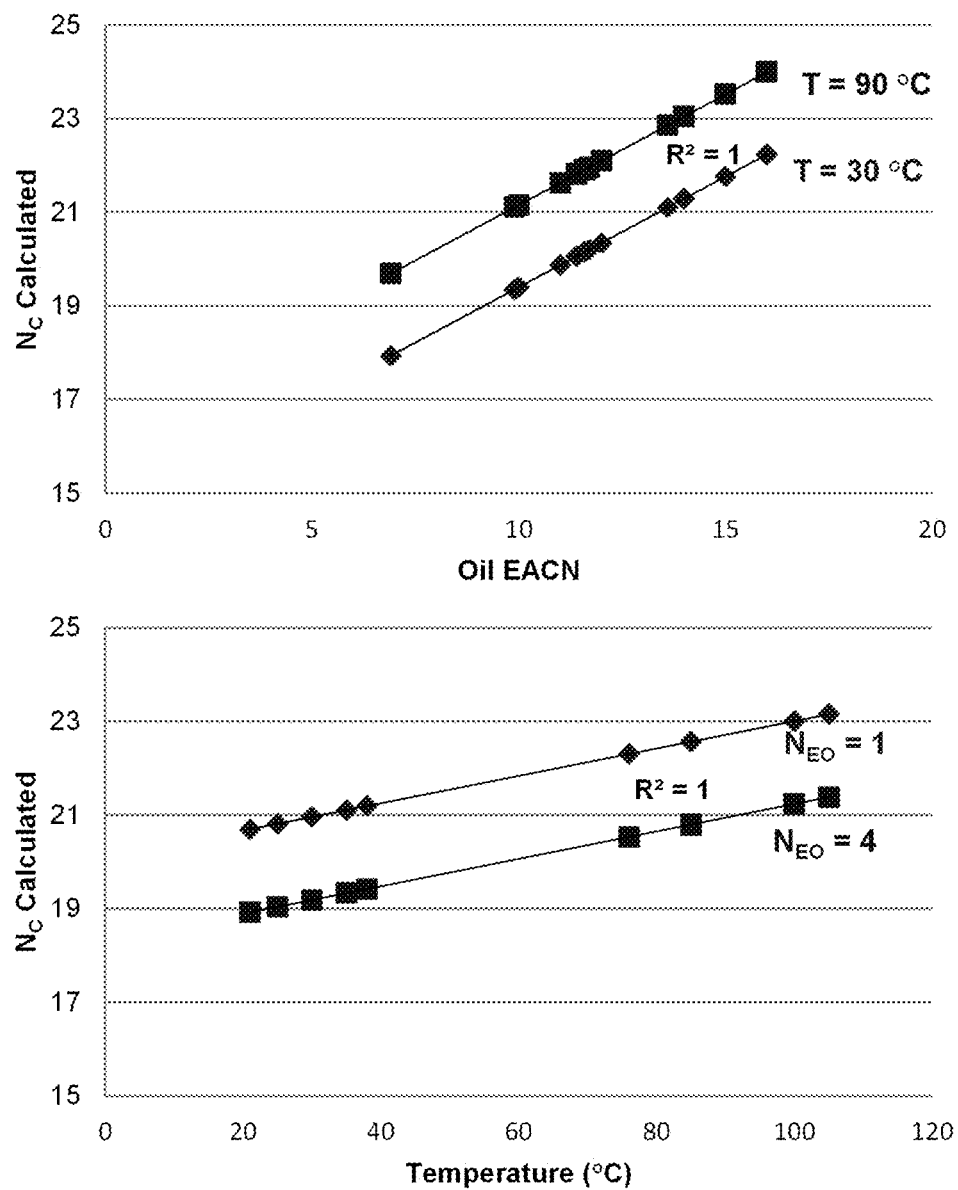 25
T = 90 °C
23
R² = 1
T = 30 °C
21
19
17
15
N_C Calculated
0 5 10 15 20
Oil EACN
25
23
N_EO = 1
R² = 1
21
N_EO = 4
19
17
15
N_C Calculated
0 20 40 60 80 100 120
Temperature (°C)